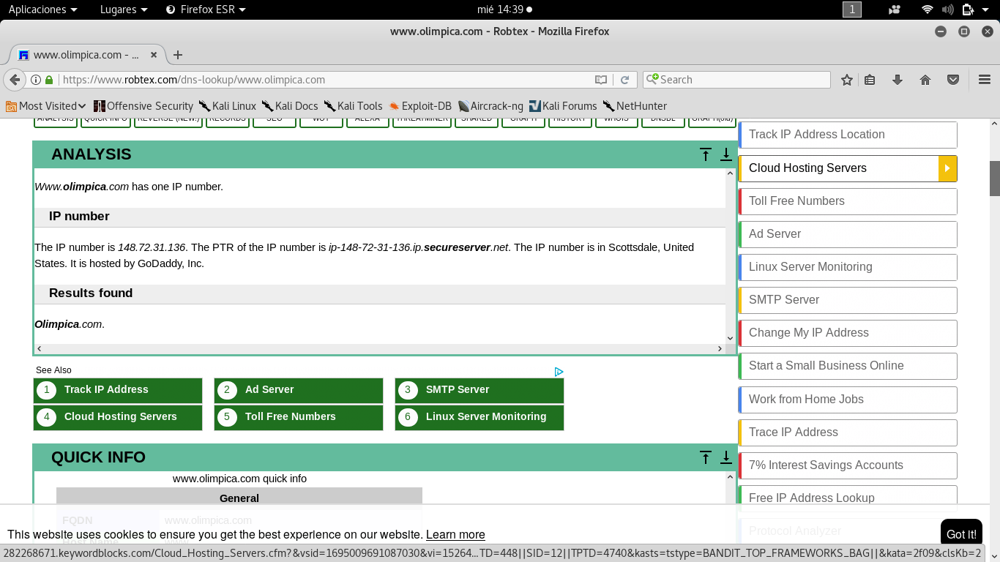 Aplicaciones Lugares Firefox ESR mié 14:39 1
www.olimpica.com - Robtex - Mozilla Firefox
www.olimpica.com - ...
https://www.robtex.com/dns-lookup/www.olimpica.com Search
Most Visited Offensive Security Kali Linux Kali Docs Kali Tools Exploit-DB Aircrack-ng Kali Forums NetHunter
ANALYSIS QUICK INFO REVERSE (NEW!) RECORDS SEO WOT ALEXA THREATMINER SHARED GRAPH HISTORY WHOIS DNSBL GRAPH(old)
ANALYSIS
Www.olimpica.com has one IP number.
IP number
The IP number is 148.72.31.136. The PTR of the IP number is ip-148-72-31-136.ip.secureserver.net. The IP number is in Scottsdale, United
States. It is hosted by GoDaddy, Inc.
Results found
Olimpica.com.
See Also
1 Track IP Address 2 Ad Server 3 SMTP Server
4 Cloud Hosting Servers 5 Toll Free Numbers 6 Linux Server Monitoring
QUICK INFO
www.olimpica.com quick info
General
FQDN www.olimpica.com
Host Name www
Track IP Address Location
Cloud Hosting Servers
Toll Free Numbers
Ad Server
Linux Server Monitoring
SMTP Server
Change My IP Address
Start a Small Business Online
Work from Home Jobs
Trace IP Address
7% Interest Savings Accounts
Free IP Address Lookup
Protocol Analyzer
This website uses cookies to ensure you get the best experience on our website. Learn more Got it!
282268671.keywordblocks.com/Cloud_Hosting_Servers.cfm?&vsid=1695009691087030&vi=15264...TD=448||SID=12||TPTD=4740&kasts=tstype=BANDIT_TOP_FRAMEWORKS_BAG||&kata=2f09&clsKb=2